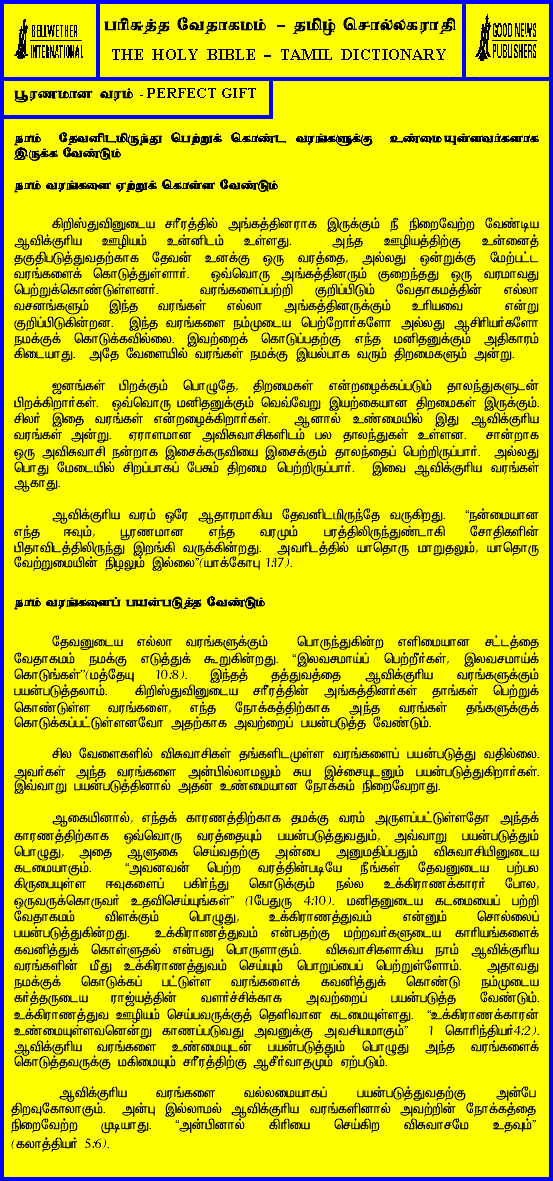 BELLWETHER
INTERNATIONAL
பரிசுத்த வேதாகமம் – தமிழ் சொல்லகராதி
THE HOLY BIBLE – TAMIL DICTIONARY
GOOD NEWS
PUBLISHERS
பூரணமான வரம் - PERFECT GIFT
நாம் தேவனிடமிருந்து பெற்றுக் கொண்ட வரங்களுக்கு உண்மையுள்ளவர்களாக
இருக்க வேண்டும்
நாம் வரங்களை ஏற்றுக் கொள்ள வேண்டும்
கிறிஸ்துவினுடைய சரீரத்தில் அங்கத்தினராக இருக்கும் நீ நிறைவேற்ற வேண்டிய
ஆவிக்குரிய ஊழியம் உன்னிடம் உள்ளது. அந்த ஊழியத்திற்கு உன்னைத்
தகுதிபடுத்துவதற்காக தேவன் உனக்கு ஒரு வரத்தை, அல்லது ஒன்றுக்கு மேற்பட்ட
வரங்களைக் கொடுத்துள்ளார். ஒவ்வொரு அங்கத்தினரும் குறைந்தது ஒரு வரமாவது
பெற்றுக்கொண்டுள்ளனர். வரங்களைப்பற்றி குறிப்பிடும் வேதாகமத்தின் எல்லா
வசனங்களும் இந்த வரங்கள் எல்லா அங்கத்தினருக்கும் உரியவை என்று
குறிப்பிடுகின்றன. இந்த வரங்களை நம்முடைய பெற்றோர்களோ அல்லது ஆசிரியர்களோ
நமக்குக் கொடுக்கவில்லை. இவற்றைக் கொடுப்பதற்கு எந்த மனிதனுக்கும் அதிகாரம்
கிடையாது. அதே வேளையில் வரங்கள் நமக்கு இயல்பாக வரும் திறமைகளும் அன்று.
ஜனங்கள் பிறக்கும் பொழுதே, திறமைகள் என்றழைக்கப்படும் தாலந்துகளுடன்
பிறக்கிறார்கள். ஒவ்வொரு மனிதனுக்கும் வெவ்வேறு இயற்கையான திறமைகள் இருக்கும்.
சிலர் இதை வரங்கள் என்றழைக்கிறார்கள். ஆனால் உண்மையில் இது ஆவிக்குரிய
வரங்கள் அன்று. ஏராளமான அவிசுவாசிகளிடம் பல தாலந்துகள் உள்ளன. சான்றாக
ஒரு அவிசுவாசி நன்றாக இசைக்கருவியை இசைக்கும் தாலந்தைப் பெற்றிருப்பார். அல்லது
பொது மேடையில் சிறப்பாகப் பேசும் திறமை பெற்றிருப்பார். இவை ஆவிக்குரிய வரங்கள்
ஆகாது.
ஆவிக்குரிய வரம் ஒரே ஆதாரமாகிய தேவனிடமிருந்தே வருகிறது. “நன்மையான
எந்த ஈவும், பூரணமான எந்த வரமும் பரத்திலிருந்துண்டாகி சோதிகளின்
பிதாவிடத்திலிருந்து இறங்கி வருக்கின்றது. அவரிடத்தில் யாதொரு மாறுதலும், யாதொரு
வேற்றுமையின் நிழலும் இல்லை”(யாக்கோபு 1:17).
நாம் வரங்களைப் பயன்படுத்த வேண்டும்
தேவனுடைய எல்லா வரங்களுக்கும் பொருந்துகின்ற எளிமையான சட்டத்தை
வேதாகமம் நமக்கு எடுத்துக் கூறுகின்றது. “இலவசமாய்ப் பெற்றீர்கள், இலவசமாய்க்
கொடுங்கள்”(மத்தேயு 10:8). இந்தத் தத்துவத்தை ஆவிக்குரிய வரங்களுக்கும்
பயன்படுத்தலாம். கிறிஸ்துவினுடைய சரீரத்தின் அங்கத்தினர்கள் தாங்கள் பெற்றுக்
கொண்டுள்ள வரங்களை, எந்த நோக்கத்திற்காக அந்த வரங்கள் தங்களுக்குக்
கொடுக்கப்பட்டுள்ளனவோ அதற்காக அவற்றைப் பயன்படுத்த வேண்டும்.
சில வேளைகளில் விசுவாசிகள் தங்களிடமுள்ள வரங்களைப் பயன்படுத்து வதில்லை.
அவர்கள் அந்த வரங்களை அன்பில்லாமலும் சுய இச்சையுடனும் பயன்படுத்துகிறார்கள்.
இவ்வாறு பயன்படுத்தினால் அதன் உண்மையான நோக்கம் நிறைவேறாது.
ஆகையினால், எந்தக் காரணத்திற்காக தமக்கு வரம் அருளப்பட்டுள்ளதோ அந்தக்
காரணத்திற்காக ஒவ்வொரு வரத்தையும் பயன்படுத்துவதும், அவ்வாறு பயன்படுத்தும்
பொழுது, அதை ஆளுகை செய்வதற்கு அன்பை அனுமதிப்பதும் விசுவாசியினுடைய
கடமையாகும். “அவனவன் பெற்ற வரத்தின்படியே நீங்கள் தேவனுடைய பற்பல
கிருபையுள்ள ஈவுகளைப் பகிர்ந்து கொடுக்கும் நல்ல உக்கிராணக்காரர் போல,
ஒருவருக்கொருவர் உதவிசெய்யுங்கள்” (1பேதுரு 4:10). மனிதனுடைய கடமையைப் பற்றி
வேதாகமம் விளக்கும் பொழுது, உக்கிராணத்துவம் என்னும் சொல்லைப்
பயன்படுத்துகின்றது. உக்கிராணத்துவம் என்பதற்கு மற்றவர்களுடைய காரியங்களைக்
கவனித்துக் கொள்ளுதல் என்பது பொருளாகும். விசுவாசிகளாகிய நாம் ஆவிக்குரிய
வரங்களின் மீது உக்கிராணத்துவம் செய்யும் பொறுப்பைப் பெற்றுள்ளோம். அதாவது
நமக்குக் கொடுக்கப் பட்டுள்ள வரங்களைக் கவனித்துக் கொண்டு நம்முடைய
கர்த்தருடைய ராஜ்யத்தின் வளர்ச்சிக்காக அவற்றைப் பயன்படுத்த வேண்டும்.
உக்கிராணத்துவ ஊழியம் செய்பவருக்குத் தெளிவான கடமையுள்ளது. “உக்கிராணக்காரன்
உண்மையுள்ளவனென்று காணப்படுவது அவனுக்கு அவசியமாகும்” 1 கொரிந்தியர்4:2).
ஆவிக்குரிய வரங்களை உண்மையுடன் பயன்படுத்தும் பொழுது அந்த வரங்களைக்
கொடுத்தவருக்கு மகிமையும் சரீரத்திற்கு ஆசீர்வாதமும் ஏற்படும்.
ஆவிக்குரிய வரங்களை வல்லமையாகப் பயன்படுத்துவதற்கு அன்பே
திறவுகோலாகும். அன்பு இல்லாமல் ஆவிக்குரிய வரங்களினால் அவற்றின் நோக்கத்தை
நிறைவேற்ற முடியாது. “அன்பினால் கிரியை செய்கிற விசுவாசமே உதவும்”
(கலாத்தியர் 5:6).